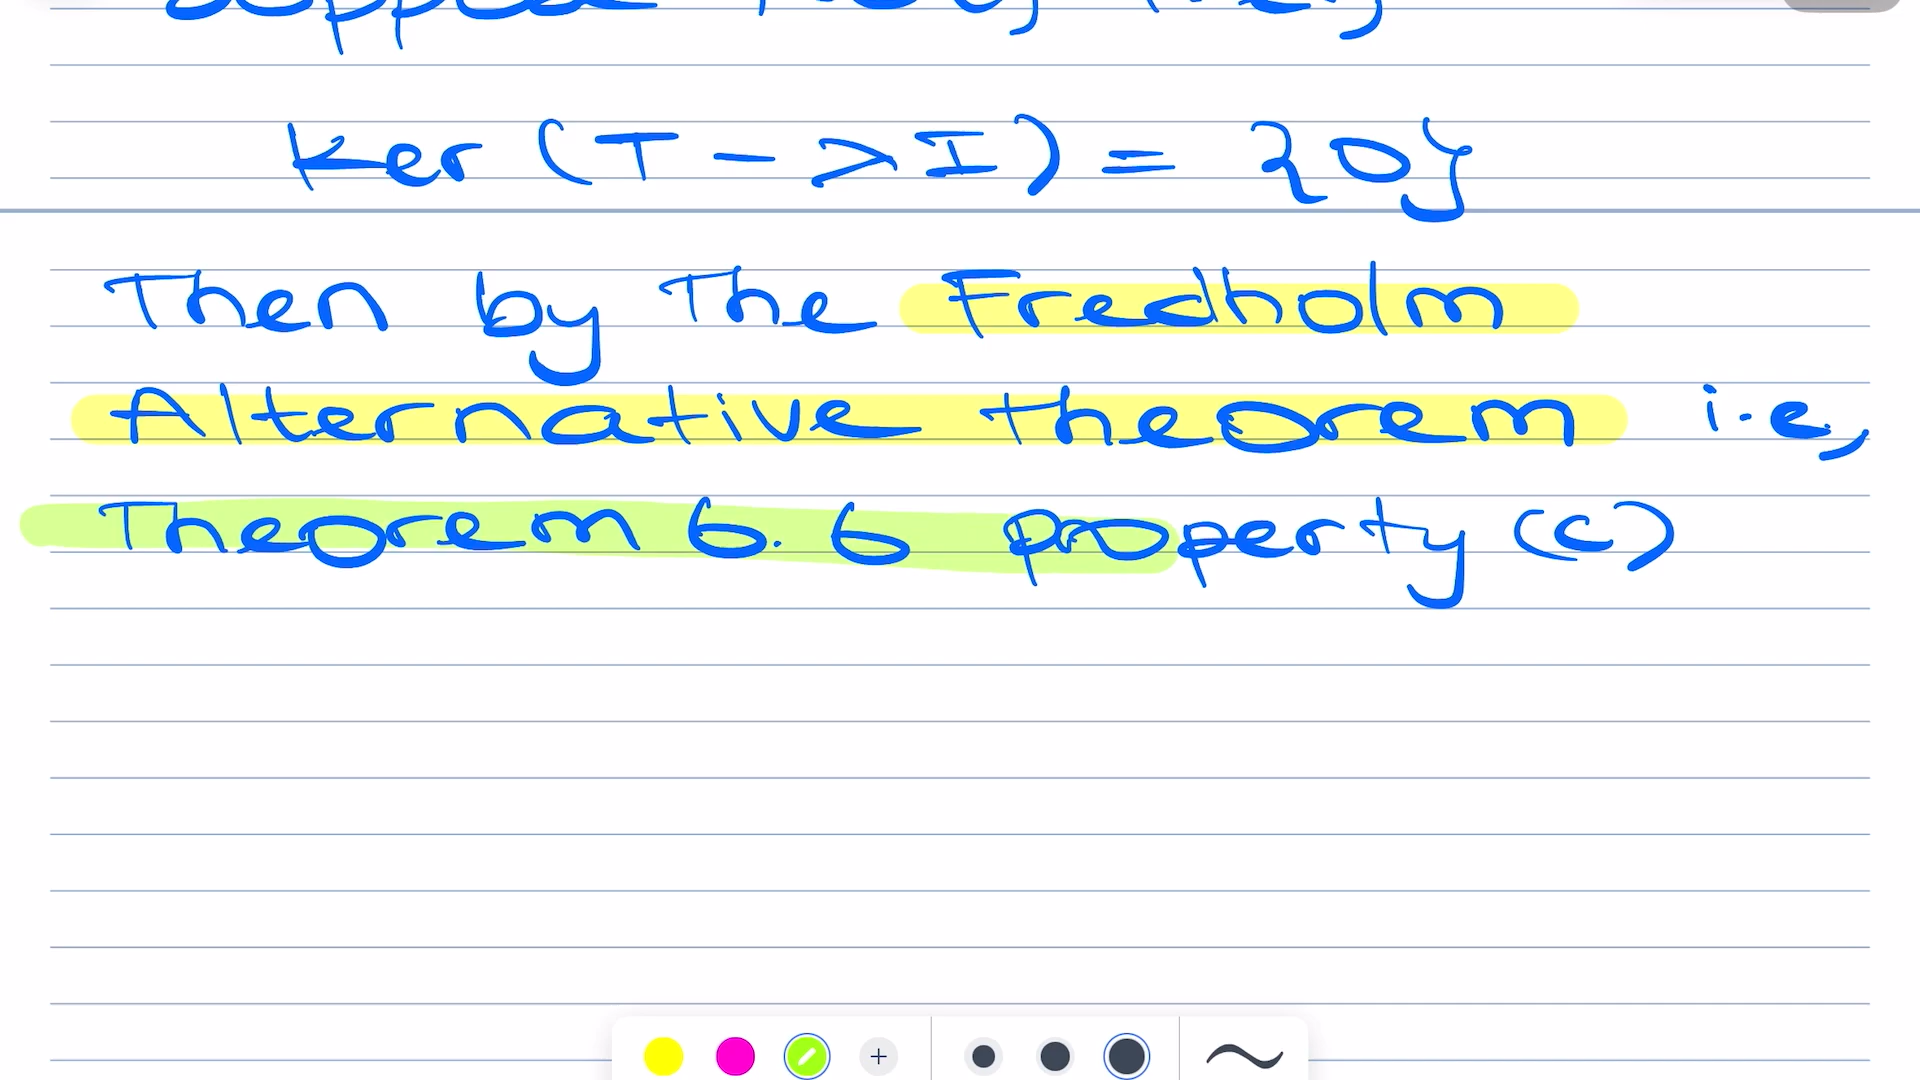 ker (T - λI) = {0}
Then by the Fredholm
Alternative theorem i.e,
Theorem 6.6 property (c)